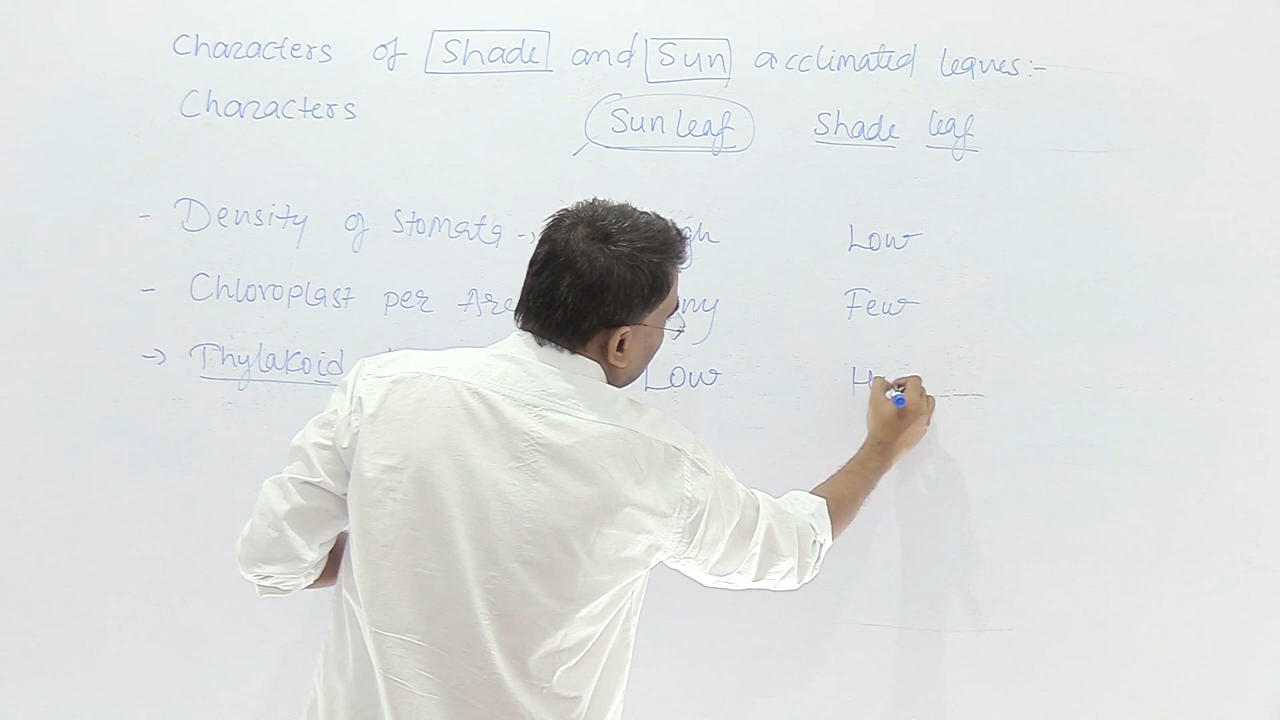 Characters of Shade and Sun acclimated leaves:-
Characters Sun leaf Shade leaf
- Density of Stomata - Low
- Chloroplast per Few
→ Thylakoid Low